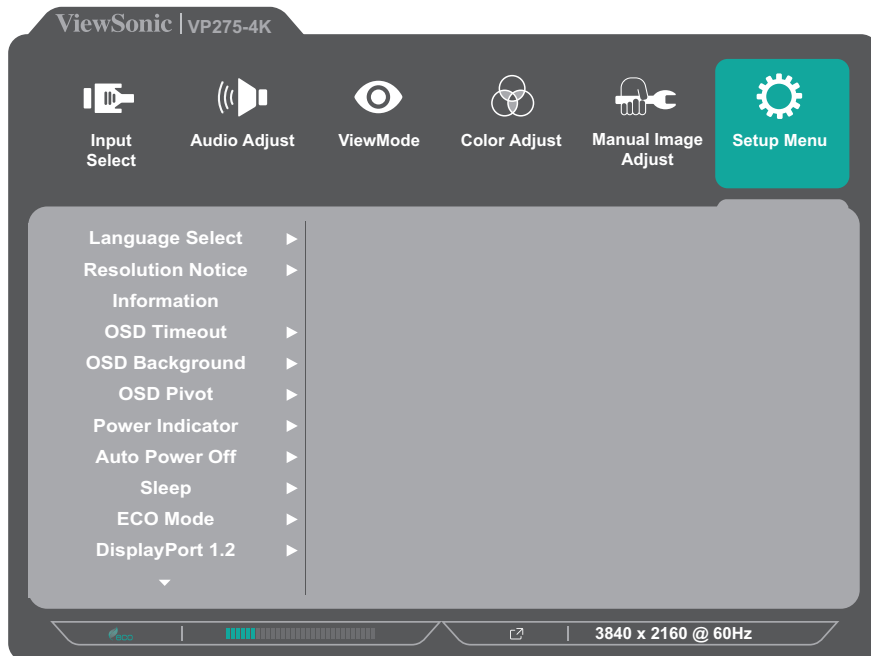 ViewSonic | VP275-4K
Input
Select
Audio Adjust
ViewMode
Color Adjust
Manual Image
Adjust
Setup Menu
Language Select
Resolution Notice
Information
OSD Timeout
OSD Background
OSD Pivot
Power Indicator
Auto Power Off
Sleep
ECO Mode
DisplayPort 1.2
eco
3840 x 2160 @ 60Hz